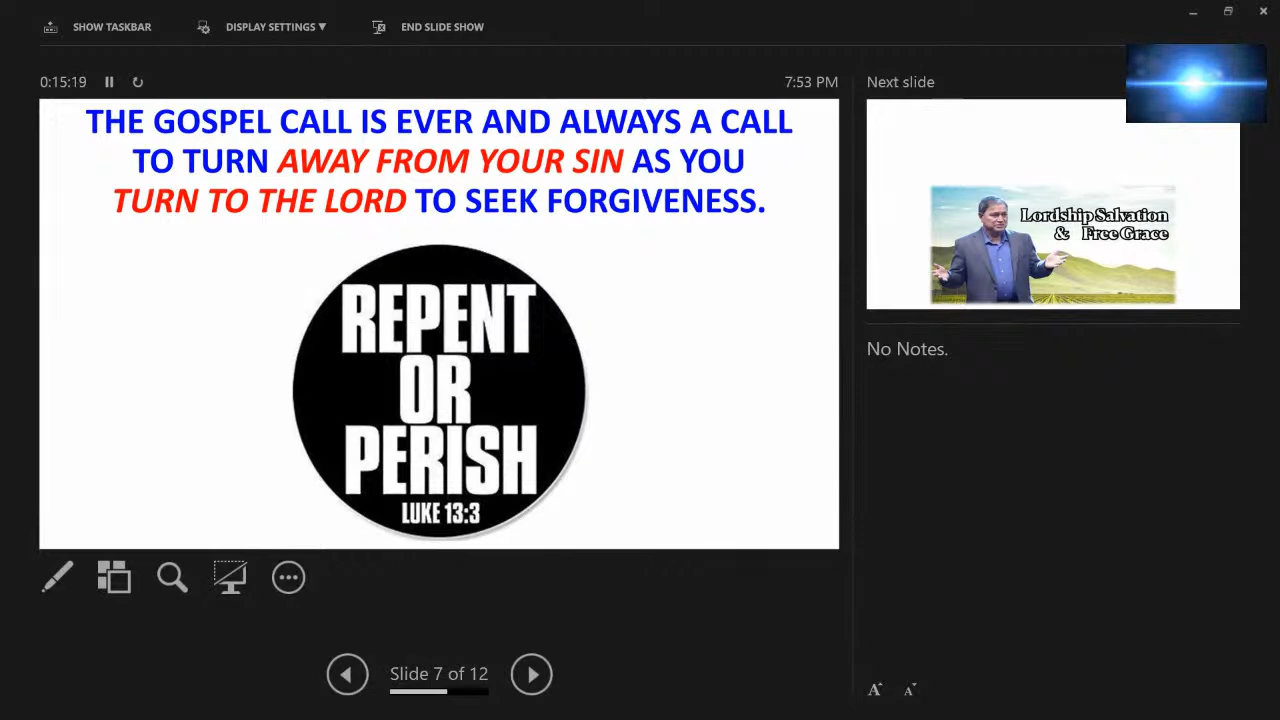 SHOW TASKBAR
DISPLAY SETTINGS ▼
END SLIDE SHOW
0:15:19
7:53 PM
Next slide
THE GOSPEL CALL IS EVER AND ALWAYS A CALL
TO TURN AWAY FROM YOUR SIN AS YOU
TURN TO THE LORD TO SEEK FORGIVENESS.
REPENT
OR
PERISH
LUKE 13:3
Lordship Salvation
& Free Grace
No Notes.
Slide 7 of 12
A A